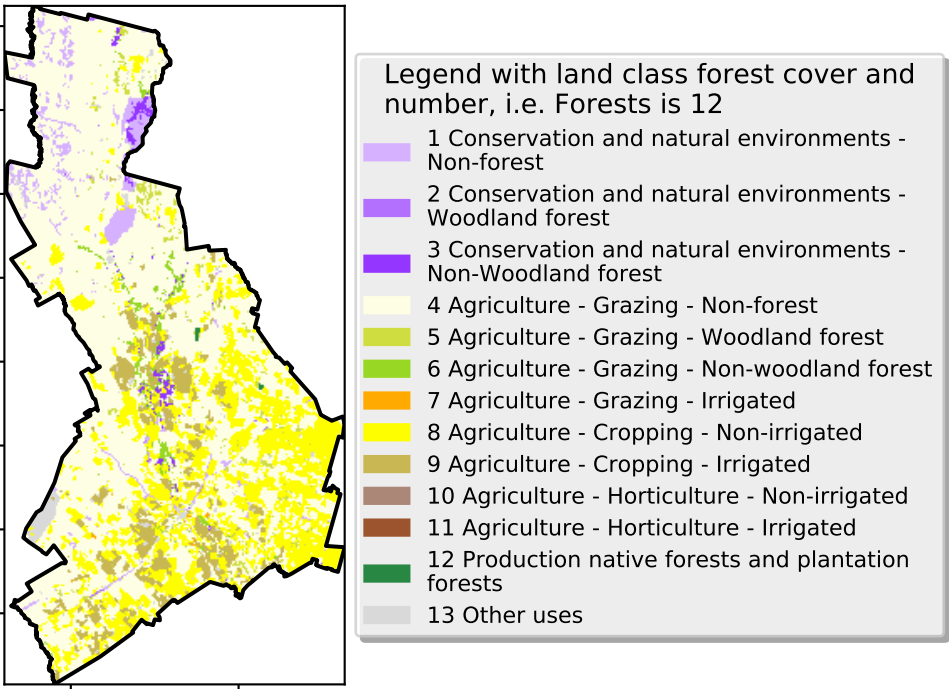 Legend with land class forest cover and
number, i.e. Forests is 12
1 Conservation and natural environments -
Non-forest
2 Conservation and natural environments -
Woodland forest
3 Conservation and natural environments -
Non-Woodland forest
4 Agriculture - Grazing - Non-forest
5 Agriculture - Grazing - Woodland forest
6 Agriculture - Grazing - Non-woodland forest
7 Agriculture - Grazing - Irrigated
8 Agriculture - Cropping - Non-irrigated
9 Agriculture - Cropping - Irrigated
10 Agriculture - Horticulture - Non-irrigated
11 Agriculture - Horticulture - Irrigated
12 Production native forests and plantation
forests
13 Other uses